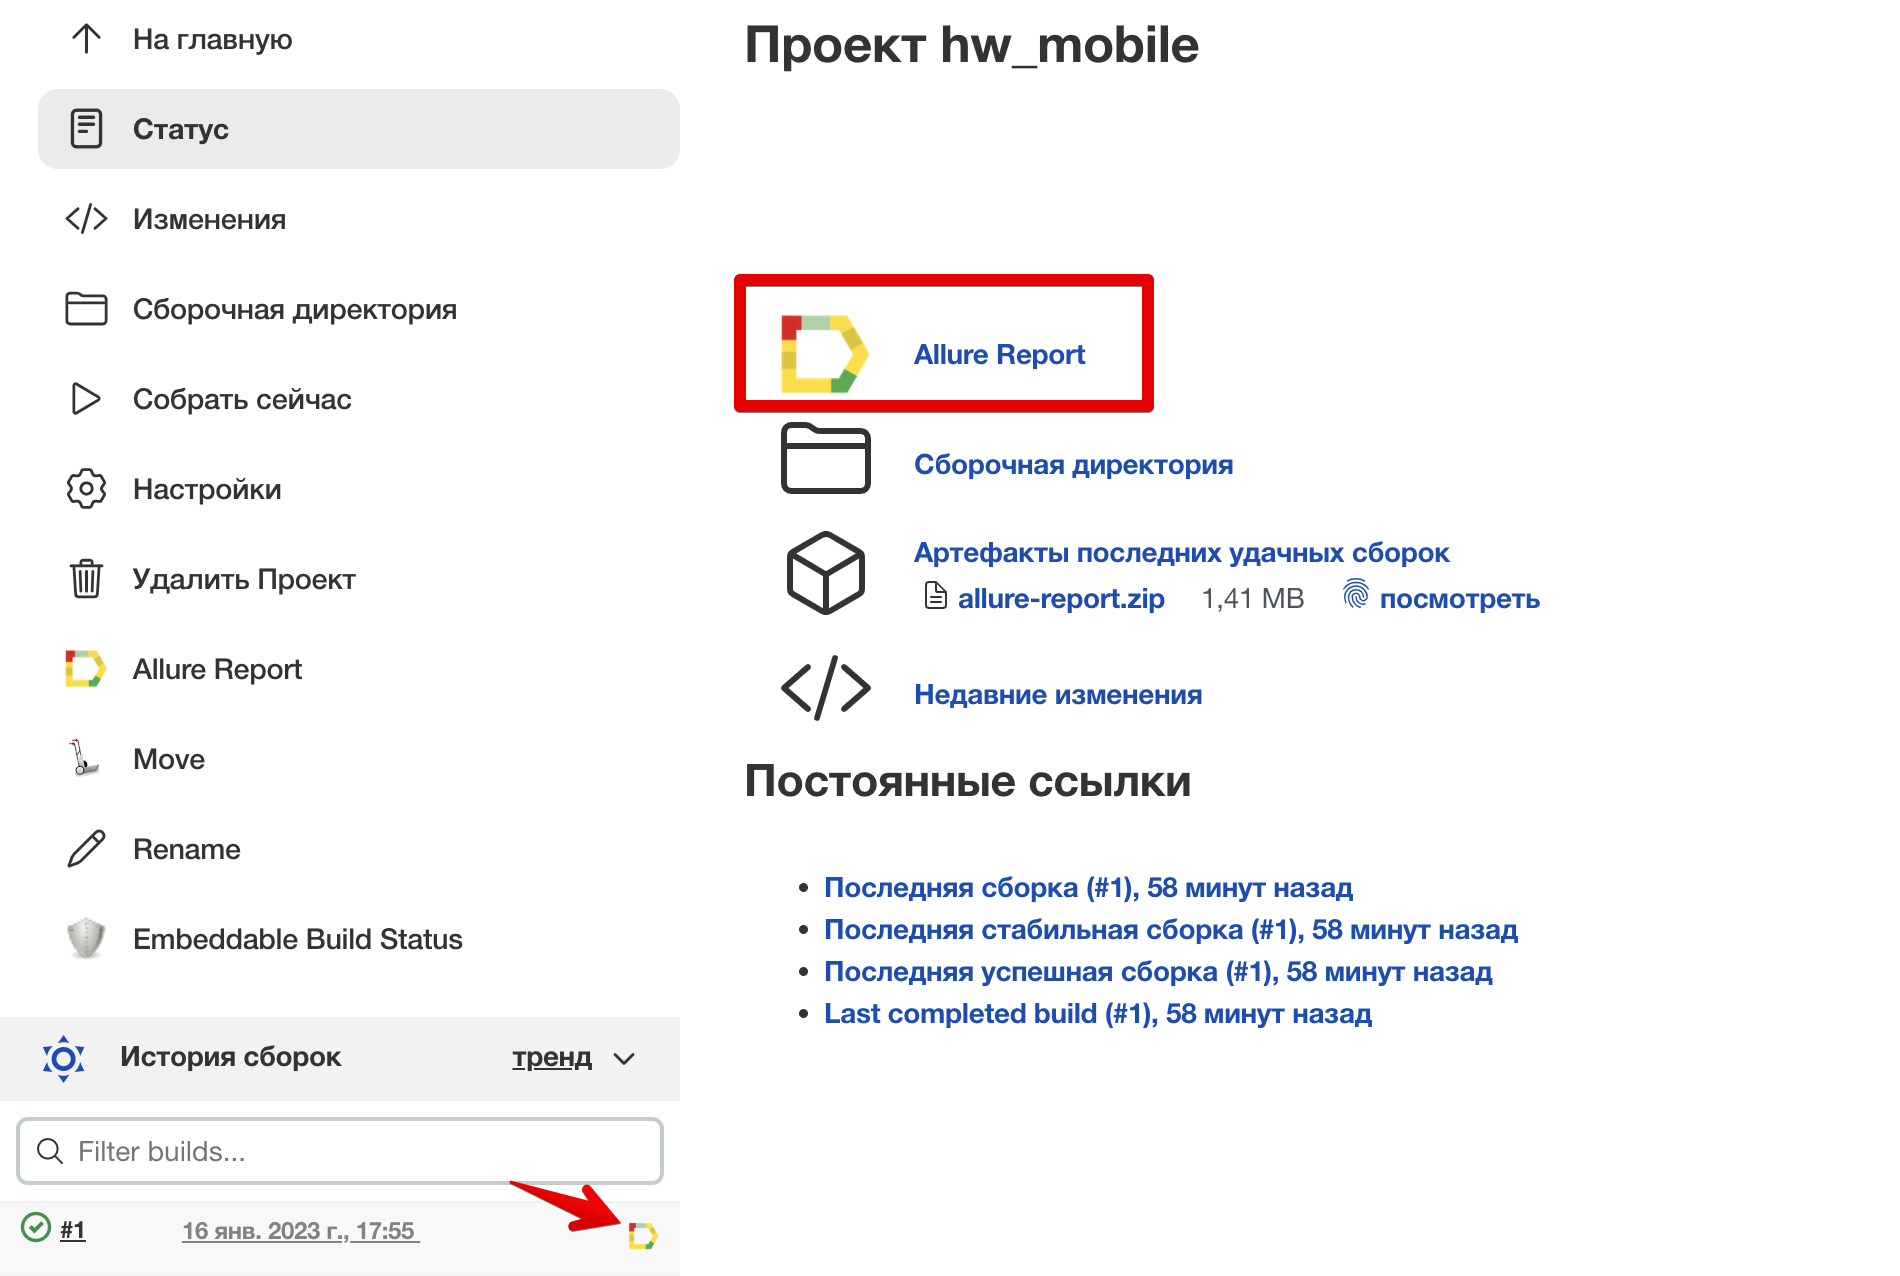 На главную
Статус
Изменения
Сборочная директория
Собрать сейчас
Настройки
Удалить Проект
Allure Report
Move
Rename
Embeddable Build Status
История сборок тренд
Filter builds...
#1 16 янв. 2023 г., 17:55
Проект hw_mobile
Allure Report
Сборочная директория
Артефакты последних удачных сборок
allure-report.zip 1,41 MB посмотреть
Недавние изменения
Постоянные ссылки
• Последняя сборка (#1), 58 минут назад
• Последняя стабильная сборка (#1), 58 минут назад
• Последняя успешная сборка (#1), 58 минут назад
• Last completed build (#1), 58 минут назад